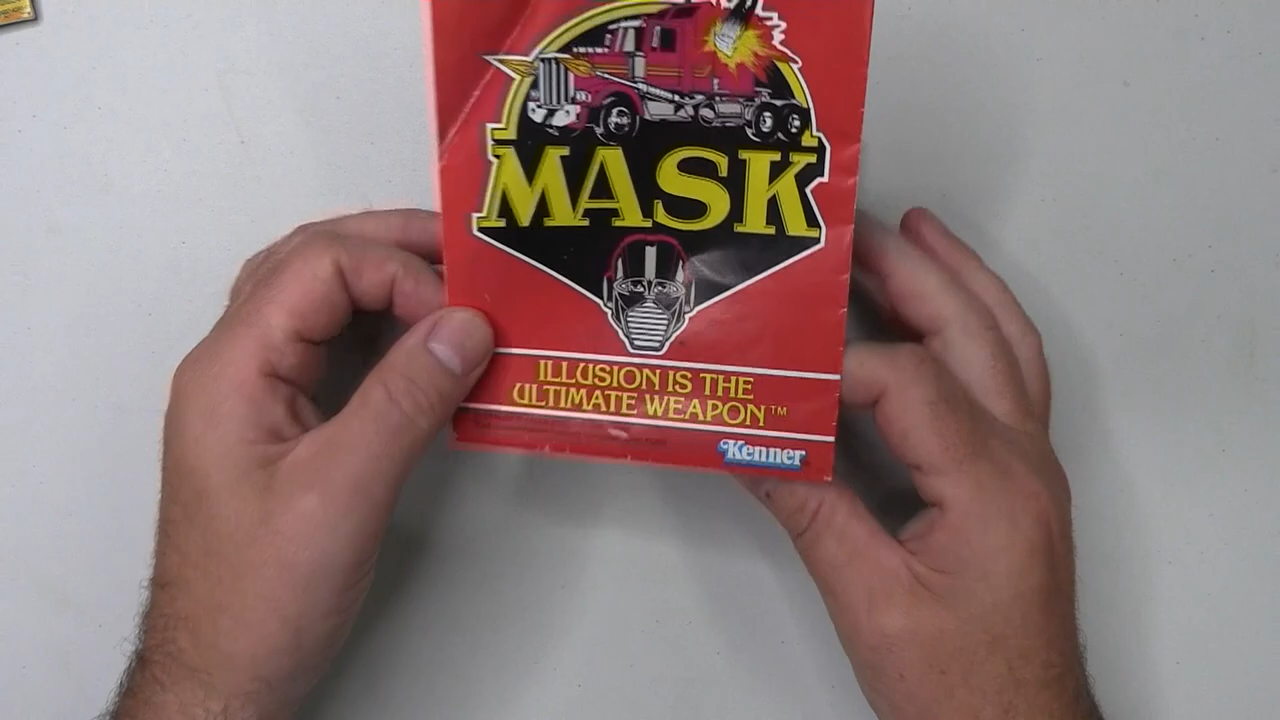 MASK
ILLUSION IS THE
ULTIMATE WEAPON™
Kenner